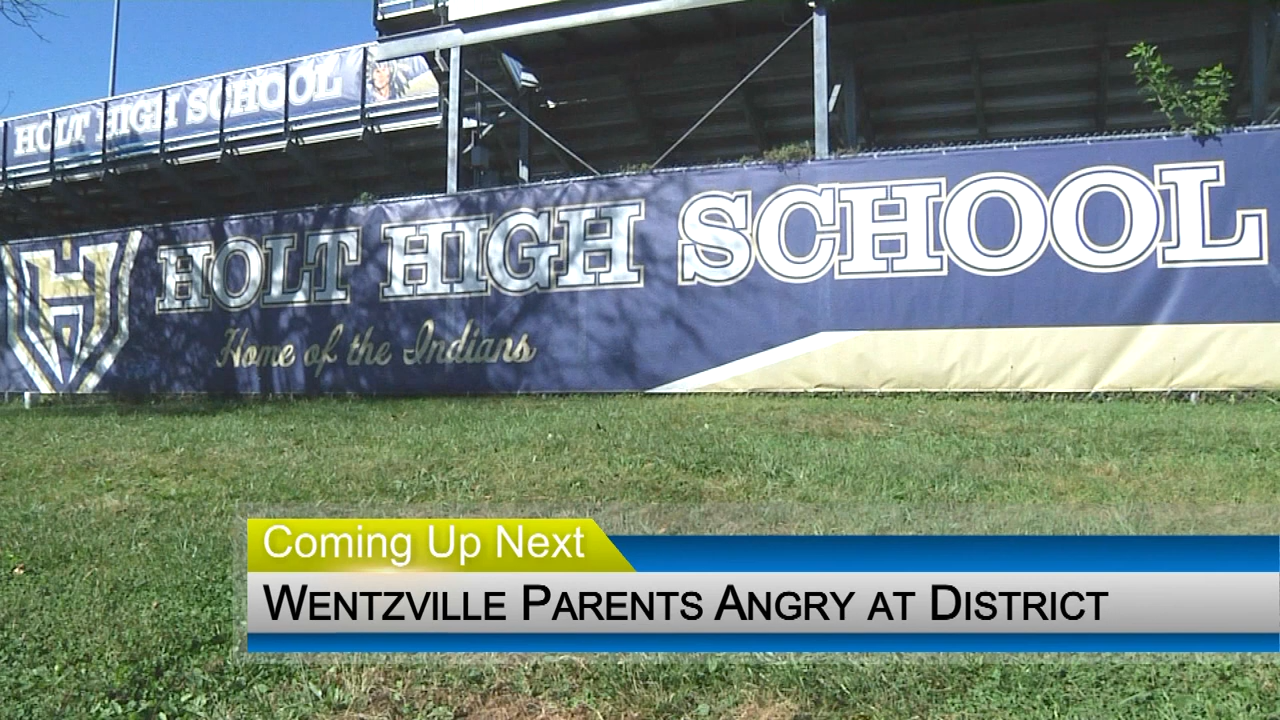 HOLT HIGH SCHOOL
H HOLT HIGH SCHOOL
Home of the Indians
Coming Up Next
WENTZVILLE PARENTS ANGRY AT DISTRICT